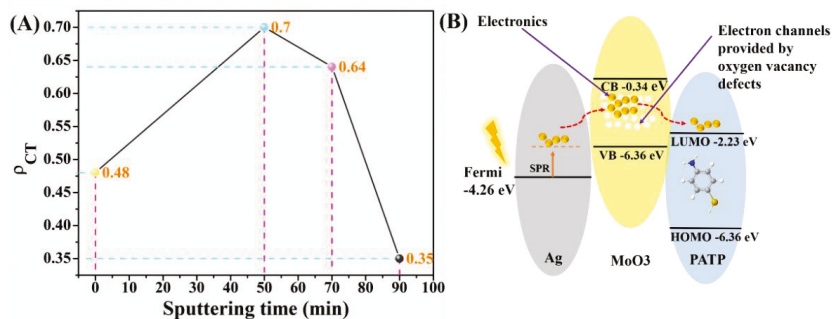 (A)
0.70
0.65
0.60
0.55
0.50
0.45
0.40
0.35
ρCT
0.7
0.64
0.48
0.35
0 10 20 30 40 50 60 70 80 90 100
Sputtering time (min)
(B)
Electronics
Electron channels
provided by
oxygen vacancy
defects
CB -0.34 eV
LUMO -2.23 eV
VB -6.36 eV
Fermi
-4.26 eV
SPR
HOMO -6.36 eV
Ag
MoO3
PATP